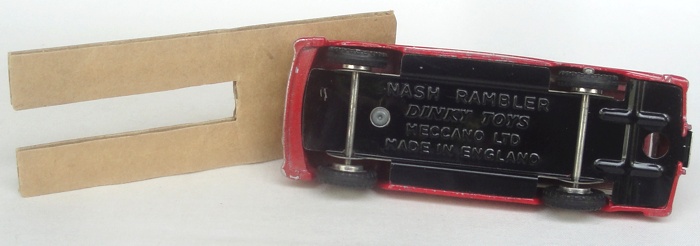 NASH RAMBLER
DINKY TOYS
MECCANO LTD
MADE IN ENGLAND